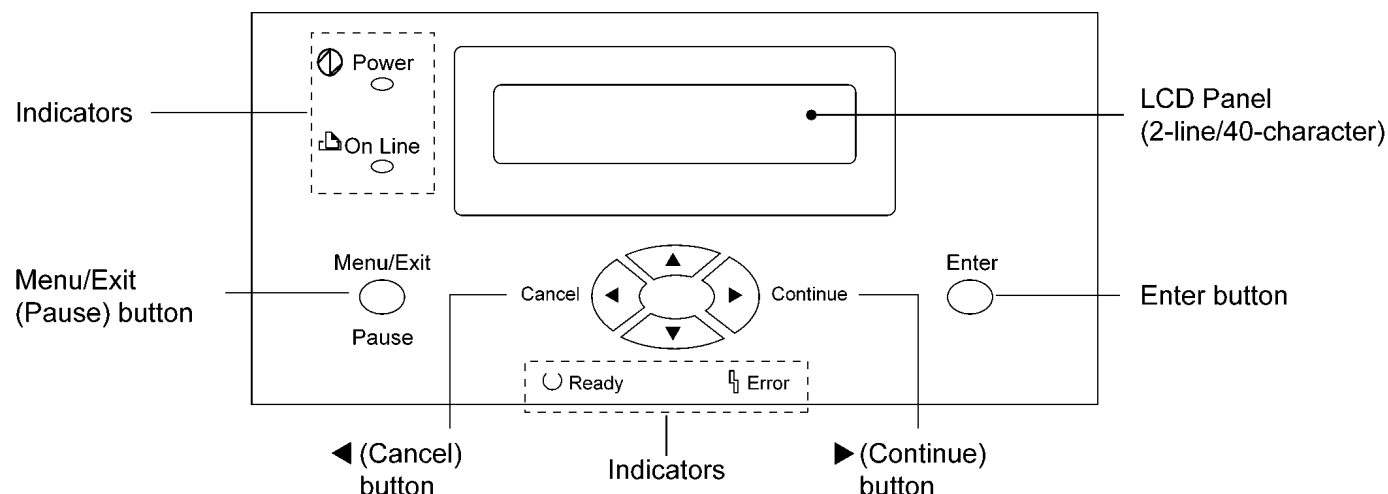 Power
Indicators
On Line
LCD Panel
(2-line/40-character)
Menu/Exit
(Pause) button
Menu/Exit
Pause
Cancel
Continue
Enter
Enter button
Ready
Error
◀ (Cancel)
button
Indicators
▶ (Continue)
button